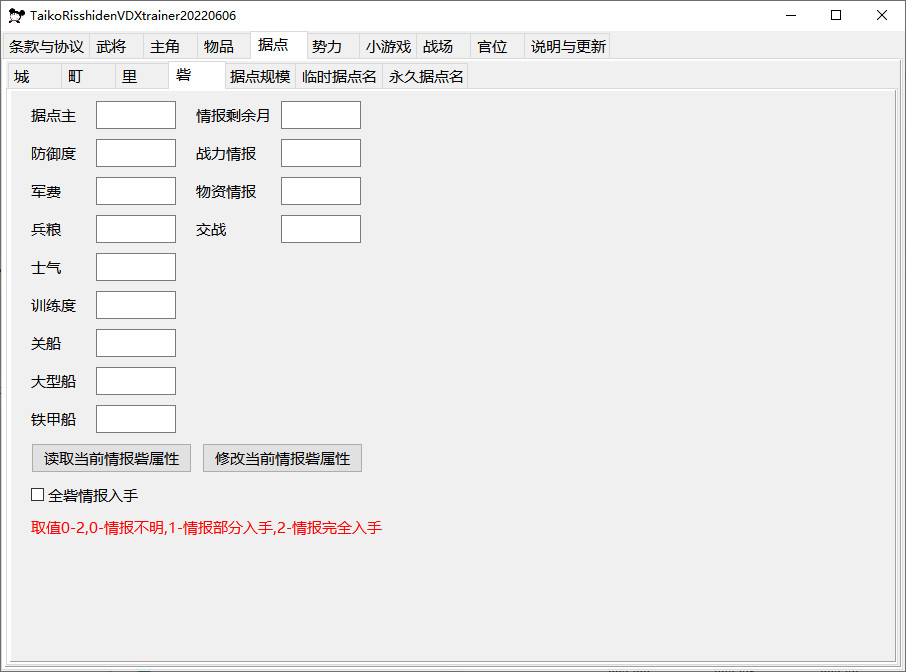 TaikoRisshidenVDXtrainer20220606
条款与协议 武将 主角 物品 据点 势力 小游戏 战场 官位 说明与更新
城 町 里 砦 据点规模 临时据点名 永久据点名
据点主 情报剩余月
防御度 战力情报
军费 物资情报
兵粮 交战
士气
训练度
关船
大型船
铁甲船
读取当前情报砦属性 修改当前情报砦属性
全砦情报入手
取值0-2,0-情报不明,1-情报部分入手,2-情报完全入手